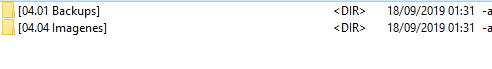 [04.01 Backups] <DIR> 18/09/2019 01:31 -a
[04.04 Imagenes] <DIR> 18/09/2019 01:31 -a